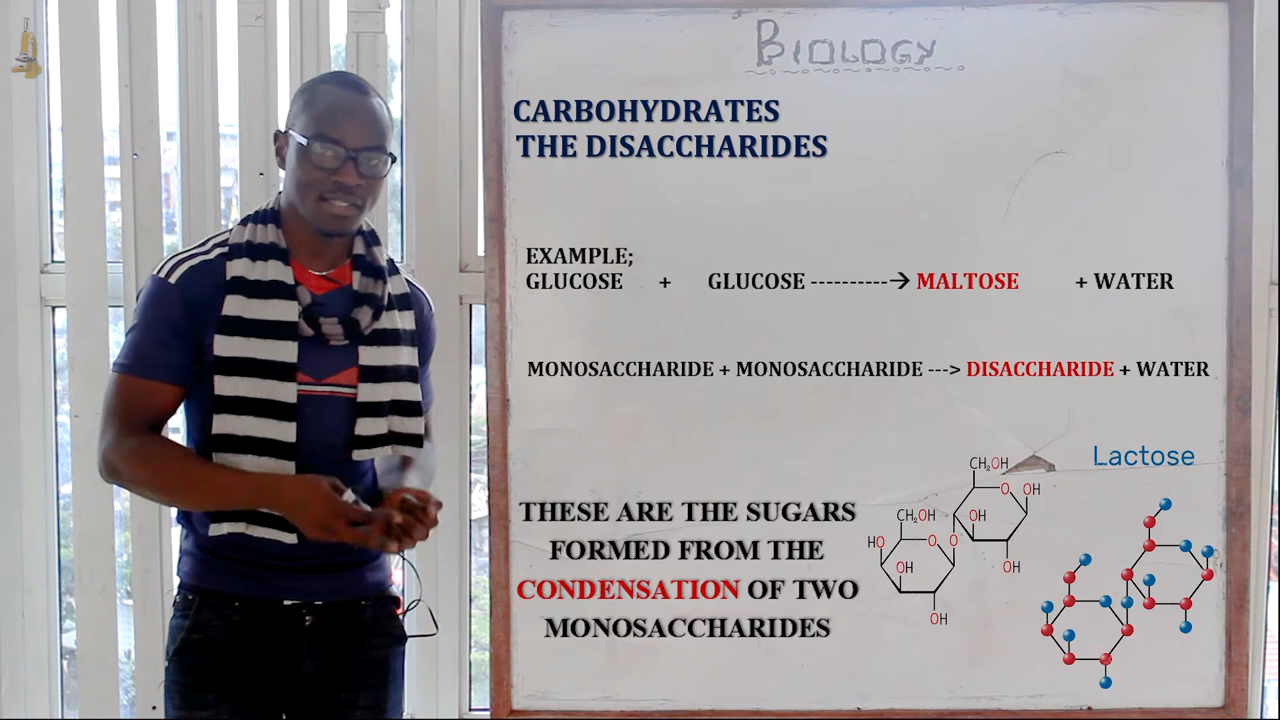 BIOLOGY
CARBOHYDRATES
THE DISACCHARIDES
EXAMPLE;
GLUCOSE + GLUCOSE ----------→ MALTOSE + WATER
MONOSACCHARIDE + MONOSACCHARIDE ---> DISACCHARIDE + WATER
THESE ARE THE SUGARS
FORMED FROM THE
CONDENSATION OF TWO
MONOSACCHARIDES
Lactose
CH₂OH
O
OH
OH
OH
CH₂OH
O
O
HO
OH
OH